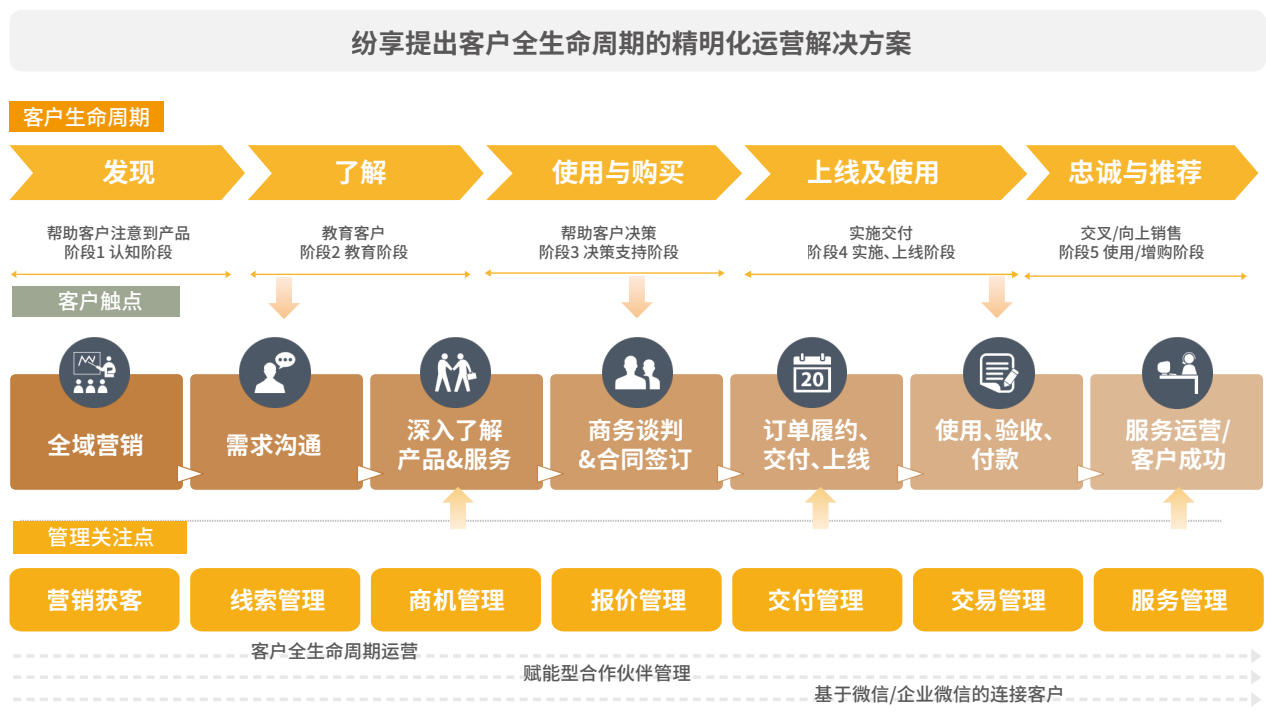 纷享提出客户全生命周期的精明化运营解决方案
客户生命周期
发现
了解
使用与购买
上线及使用
忠诚与推荐
帮助客户注意到产品
阶段1 认知阶段
教育客户
阶段2 教育阶段
帮助客户决策
阶段3 决策支持阶段
实施交付
阶段4 实施、上线阶段
交叉/向上销售
阶段5 使用/增购阶段
客户触点
20
全域营销
需求沟通
深入了解
产品&服务
商务谈判
&合同签订
订单履约、
交付、上线
使用、验收、
付款
服务运营/
客户成功
管理关注点
营销获客
线索管理
商机管理
报价管理
交付管理
交易管理
服务管理
客户全生命周期运营
赋能型合作伙伴管理
基于微信/企业微信的连接客户